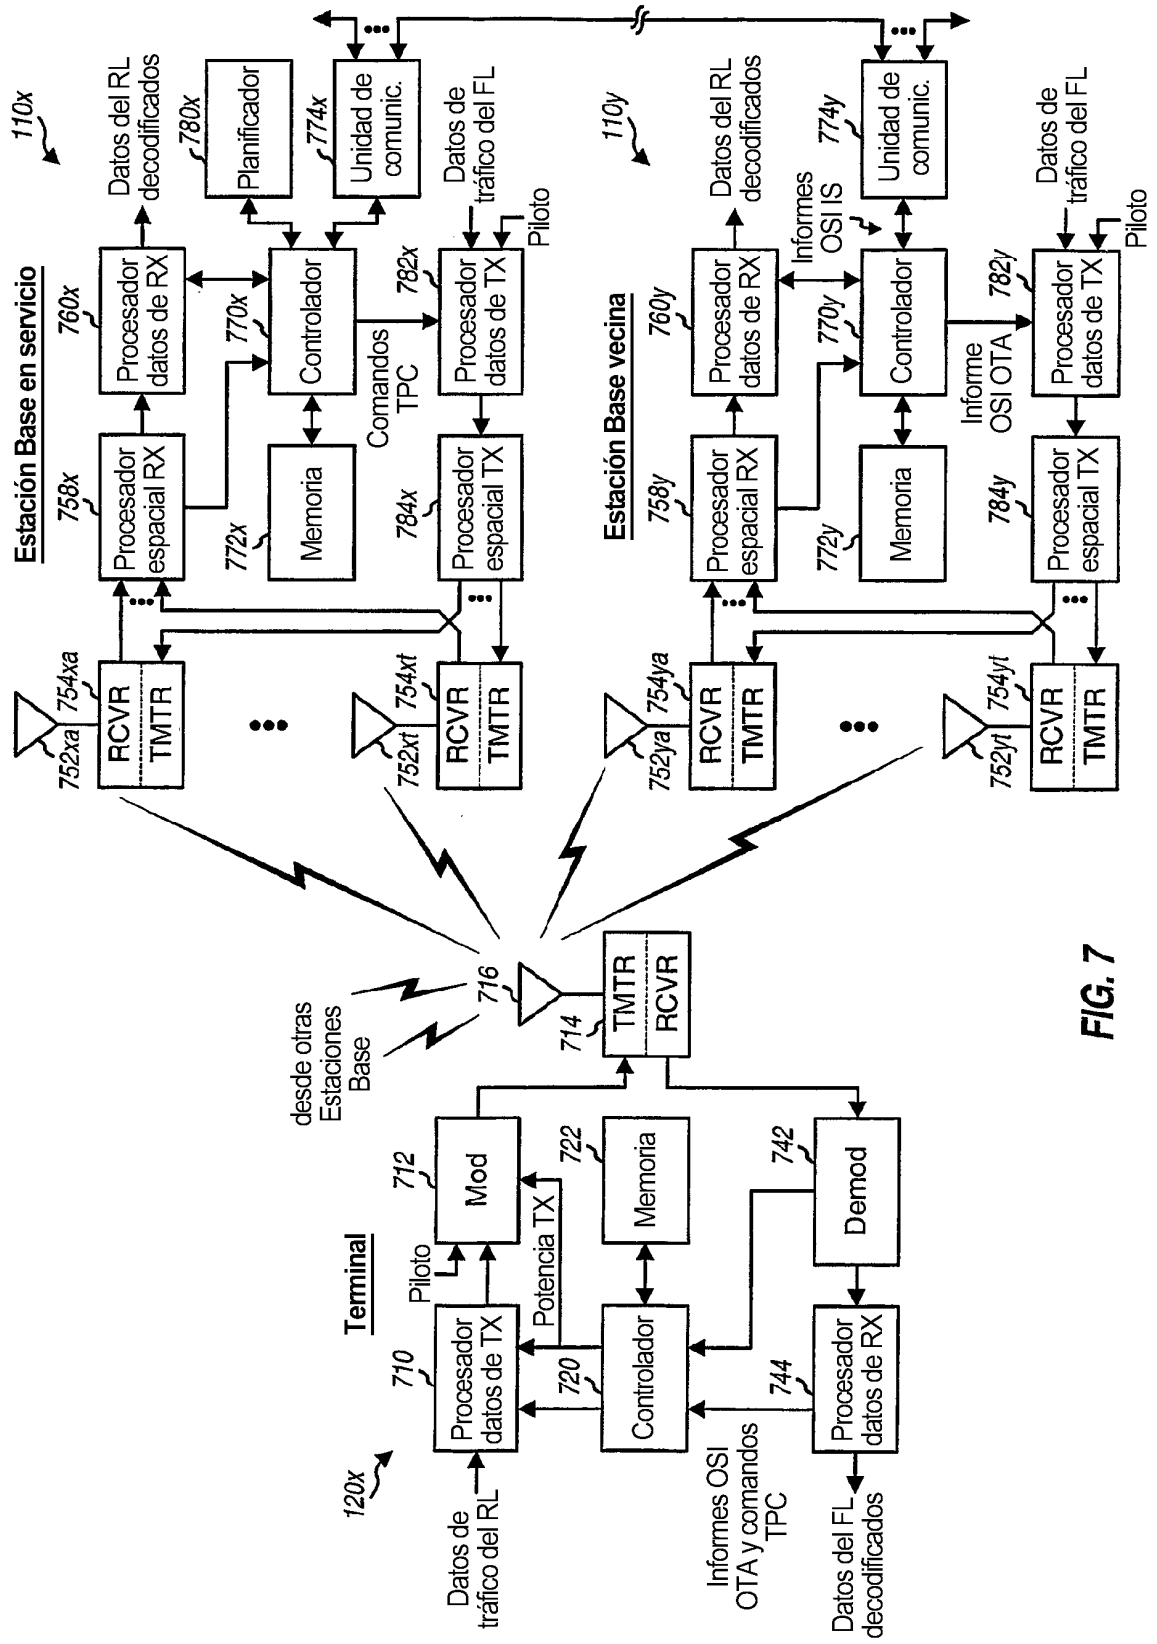 120x
Terminal
Datos de
tráfico del RL
710
Procesador
datos de TX
Piloto
712
Mod
Potencia TX
720
Controlador
722
Memoria
Informes OSI
OTA y comandos
TPC
744
Procesador
datos de RX
742
Demod
Datos del FL
decodificados
desde otras
Estaciones
Base
716
714
TMTR
RCVR
110x
Estación Base en servicio
752xa
754xa
RCVR
TMTR
758x
Procesador
espacial RX
760x
Procesador
datos de RX
Datos del RL
decodificados
780x
Planificador
770x
Controlador
772x
Memoria
774x
Unidad de
comunic.
Comandos
TPC
752xt
754xt
RCVR
TMTR
784x
Procesador
espacial TX
782x
Procesador
datos de TX
Datos de
tráfico del FL
Piloto
110y
Estación Base vecina
752ya
754ya
RCVR
TMTR
758y
Procesador
espacial RX
760y
Procesador
datos de RX
Datos del RL
decodificados
Informes
OSI IS
770y
Controlador
772y
Memoria
774y
Unidad de
comunic.
Informe
OSI OTA
752yt
754yt
RCVR
TMTR
784y
Procesador
espacial TX
782y
Procesador
datos de TX
Datos de
tráfico del FL
Piloto
FIG. 7